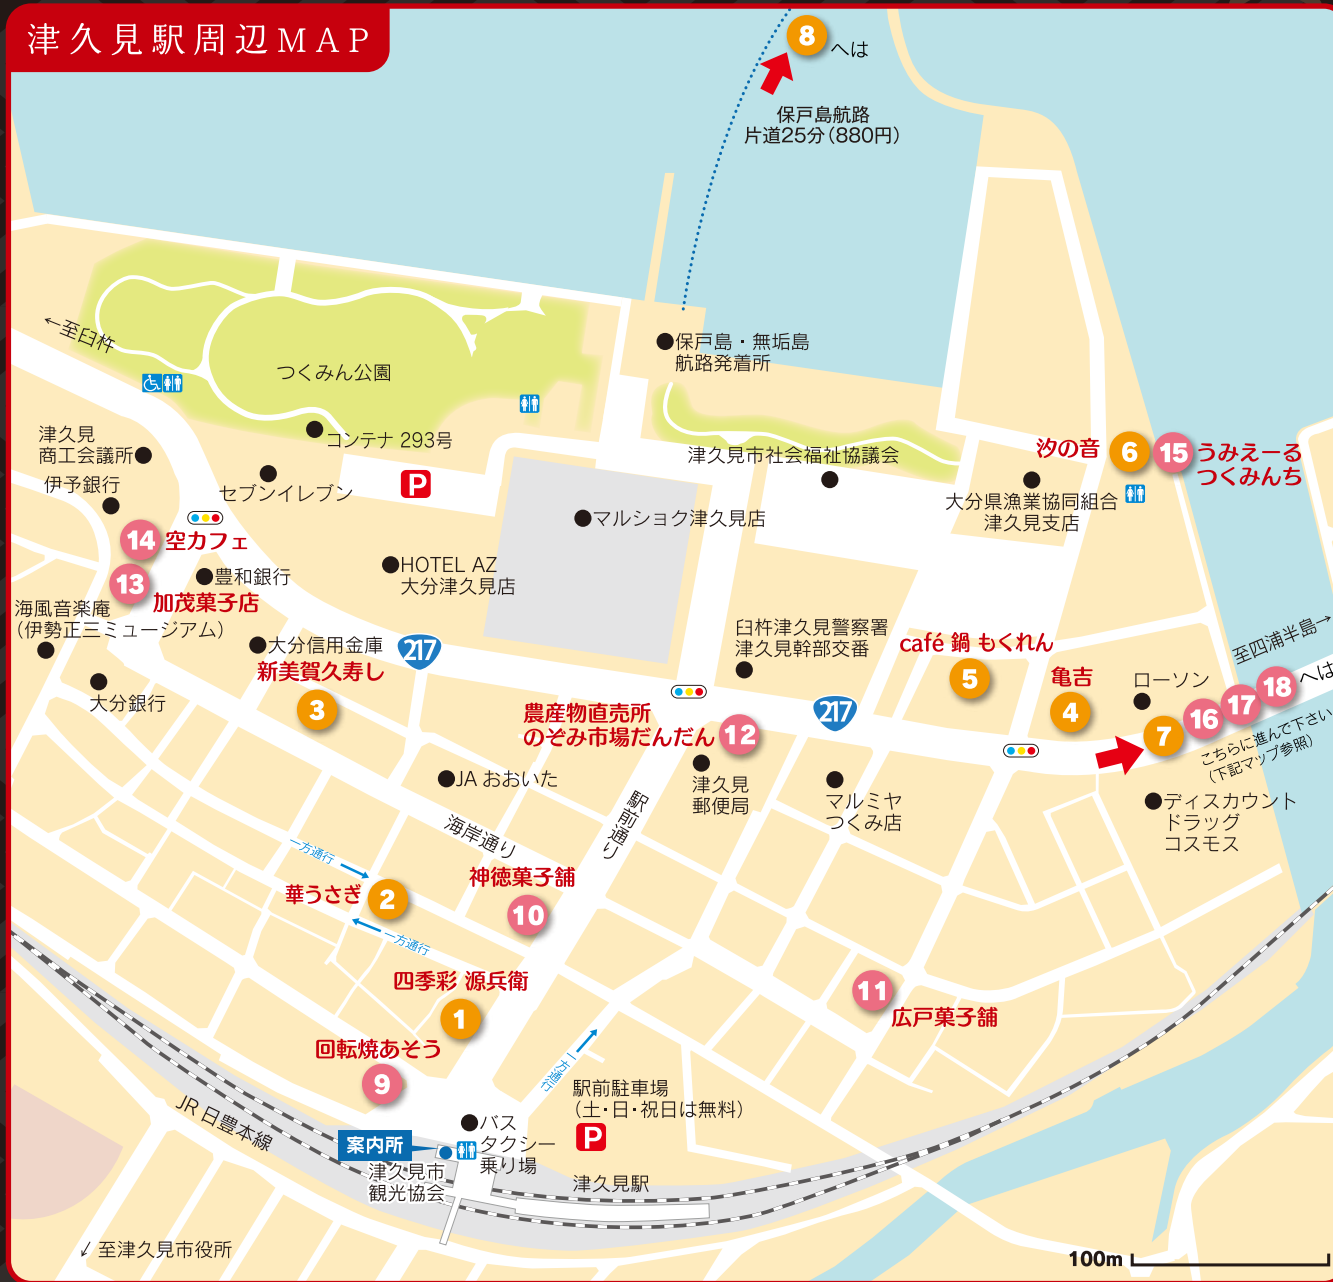 津久見駅周辺MAP
8
へは
保戸島航路
片道25分(880円)
←至臼杵
つくみん公園
保戸島・無垢島
航路発着所
コンテナ 293号
津久見
商工会議所
伊予銀行
セブンイレブン
P
津久見市社会福祉協議会
汐の音
6
15
うみえーる
つくみんち
大分県漁業協同組合
津久見支店
マルショク津久見店
14
空カフェ
HOTEL AZ
大分津久見店
豊和銀行
13
加茂菓子店
海風音楽庵
(伊勢正三ミュージアム)
大分信用金庫
新美賀久寿し
217
3
大分銀行
臼杵津久見警察署
津久見幹部交番
café 鍋 もくれん
5
亀吉
4
至四浦半島→
ローソン
7
16
17
18
へは
こちらに進んで下さい
(下記マップ参照)
農産物直売所
のぞみ市場だんだん
12
217
JA おおいた
津久見
郵便局
マルミヤ
つくみ店
ディスカウント
ドラッグ
コスモス
駅前通り
海岸通り
一方通行
華うさぎ
2
神徳菓子舗
10
一方通行
四季彩 源兵衛
1
11
広戸菓子舗
回転焼あそう
9
一方通行
駅前駐車場
(土・日・祝日は無料)
P
JR 日豊本線
バス
タクシー
乗り場
案内所
津久見市
観光協会
津久見駅
↙至津久見市役所
100m